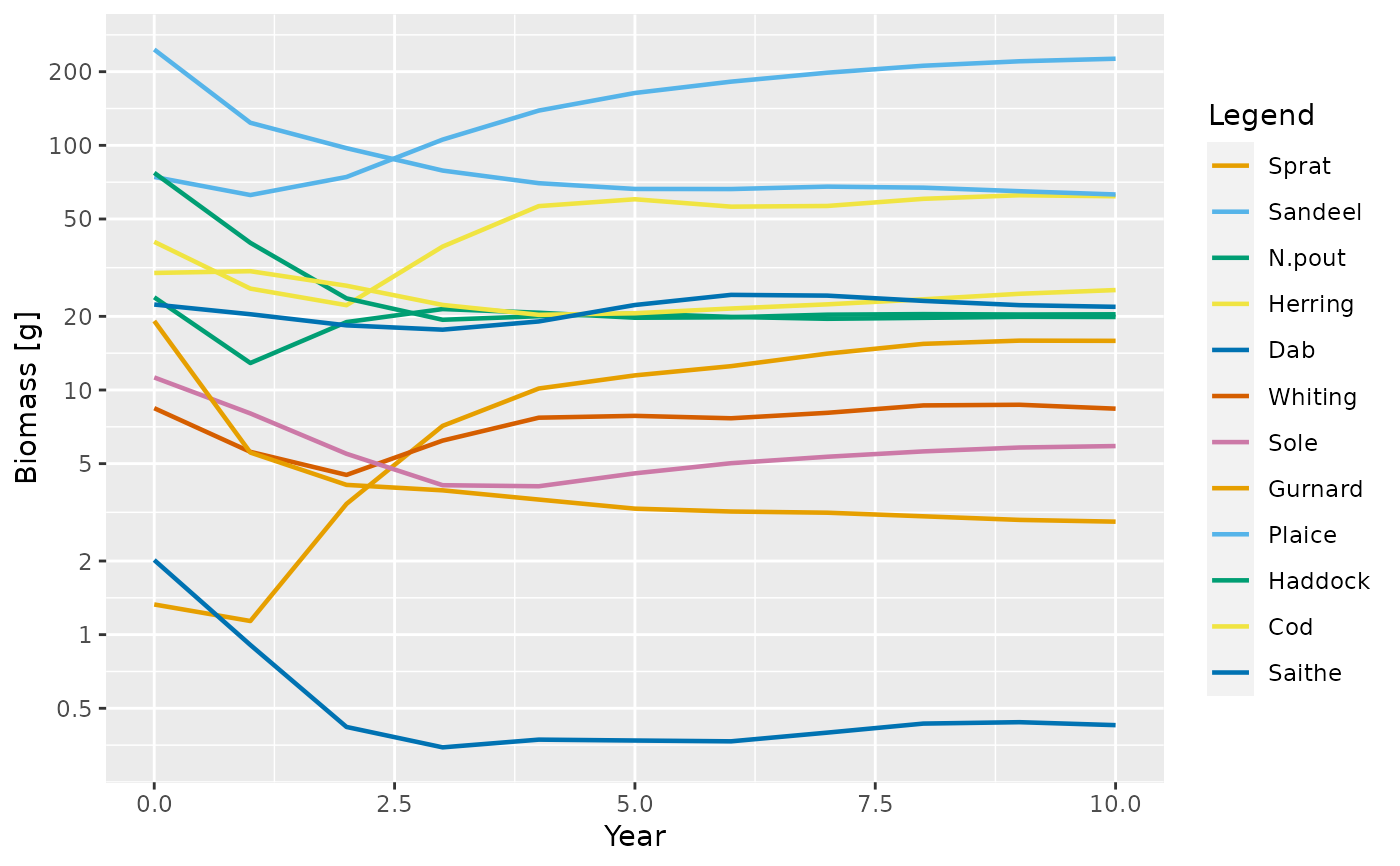 Biomass [g]
200
100
50
20
10
5
2
1
0.5
0.0 2.5 5.0 7.5 10.0
Year
Legend
Sprat
Sandeel
N.pout
Herring
Dab
Whiting
Sole
Gurnard
Plaice
Haddock
Cod
Saithe